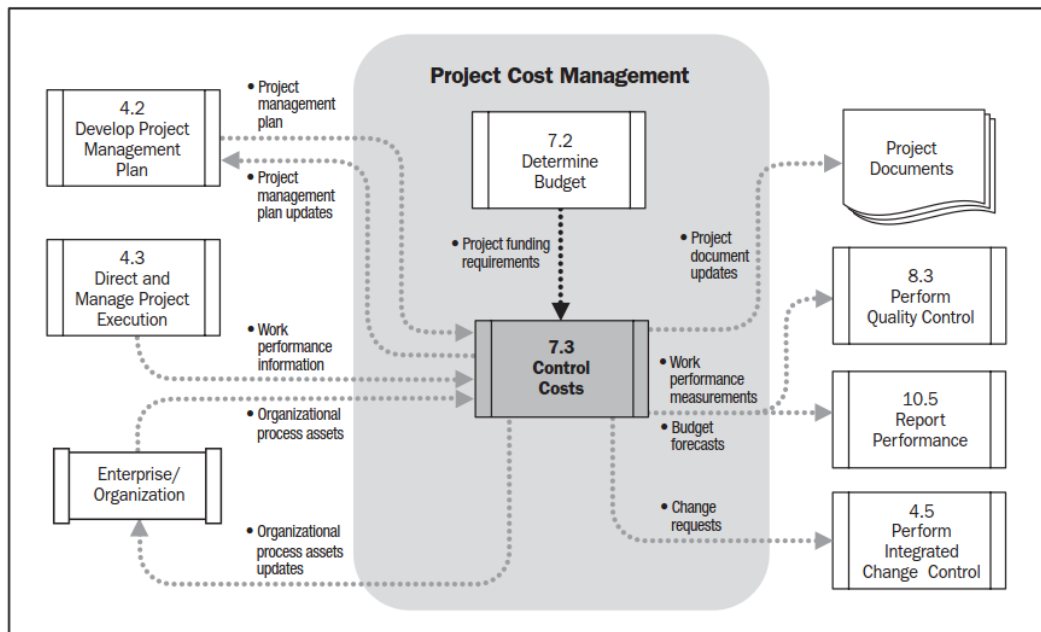 Project Cost Management
4.2
Develop Project
Management
Plan
• Project
management
plan
• Project
management
plan updates
7.2
Determine
Budget
• Project funding
requirements
Project
Documents
• Project
document
updates
4.3
Direct and
Manage Project
Execution
• Work
performance
information
7.3
Control
Costs
8.3
Perform
Quality Control
• Work
performance
measurements
• Budget
forecasts
10.5
Report
Performance
• Organizational
process assets
Enterprise/
Organization
• Organizational
process assets
updates
• Change
requests
4.5
Perform
Integrated
Change Control